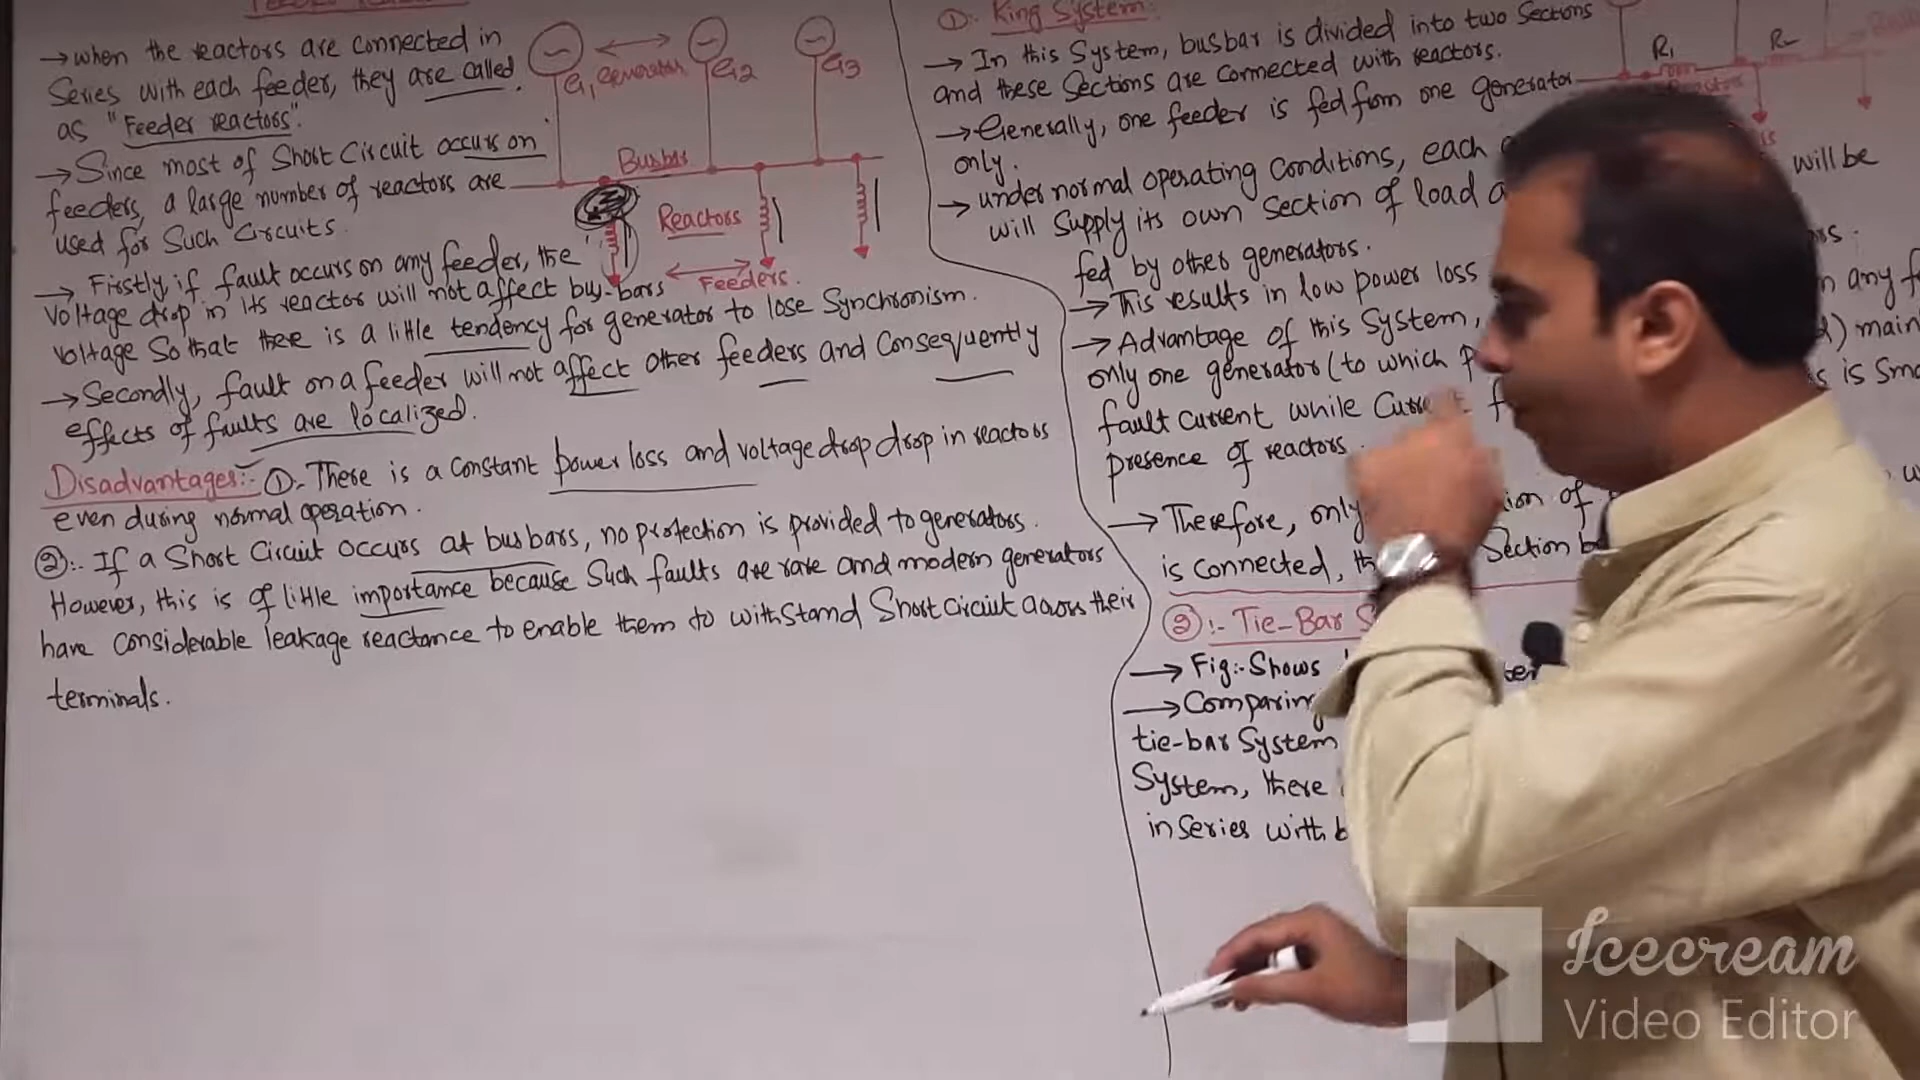 → when the reactors are connected in
Series with each feeder, they are called
as "Feeder reactors".
→ Since most of Short Circuit occurs on
feeders, a large number of reactors are
used for Such Circuits.
→ Firstly if fault occurs on any feeder, the
voltage drop in its reactor will not affect bus-bars
voltage So that there is a little tendency for generator to lose Synchronism.
→ Secondly, fault on a feeder will not affect other feeders and Consequently
effects of faults are localized.
Disadvantages:- ①. There is a constant power loss and voltage drop drop in reactors
even during normal operation.
②:- If a Short Circuit occurs at bus bars, no protection is provided to generators.
However, this is of little importance because Such faults are rare and modern generators
have considerable leakage reactance to enable them to withstand Short Circuit across their
terminals.
G1 Generator
G2
G3
Busbar
Reactors
Feeders.
①:- Ring System:-
→ In this System, busbar is divided into two Sections
and these Sections are connected with reactors.
→ Generally, one feeder is fed from one generator
only.
→ under normal operating Conditions, each
will Supply its own Section of load
fed by other generators.
→ This results in low power loss
→ Advantage of this System,
only one generator (to which
fault current while
presence of reactors.
→ Therefore, only
is connected, Section
②:- Tie-Bar
→ Fig:- Shows
→ Comparing
tie-bar System
System, there
in series with
R1
will be
any
Icecream
Video Editor